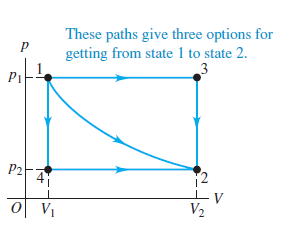 These paths give three options for
getting from state 1 to state 2.
p
p₁
1
3
p₂
4
2
O
V₁
V₂
V